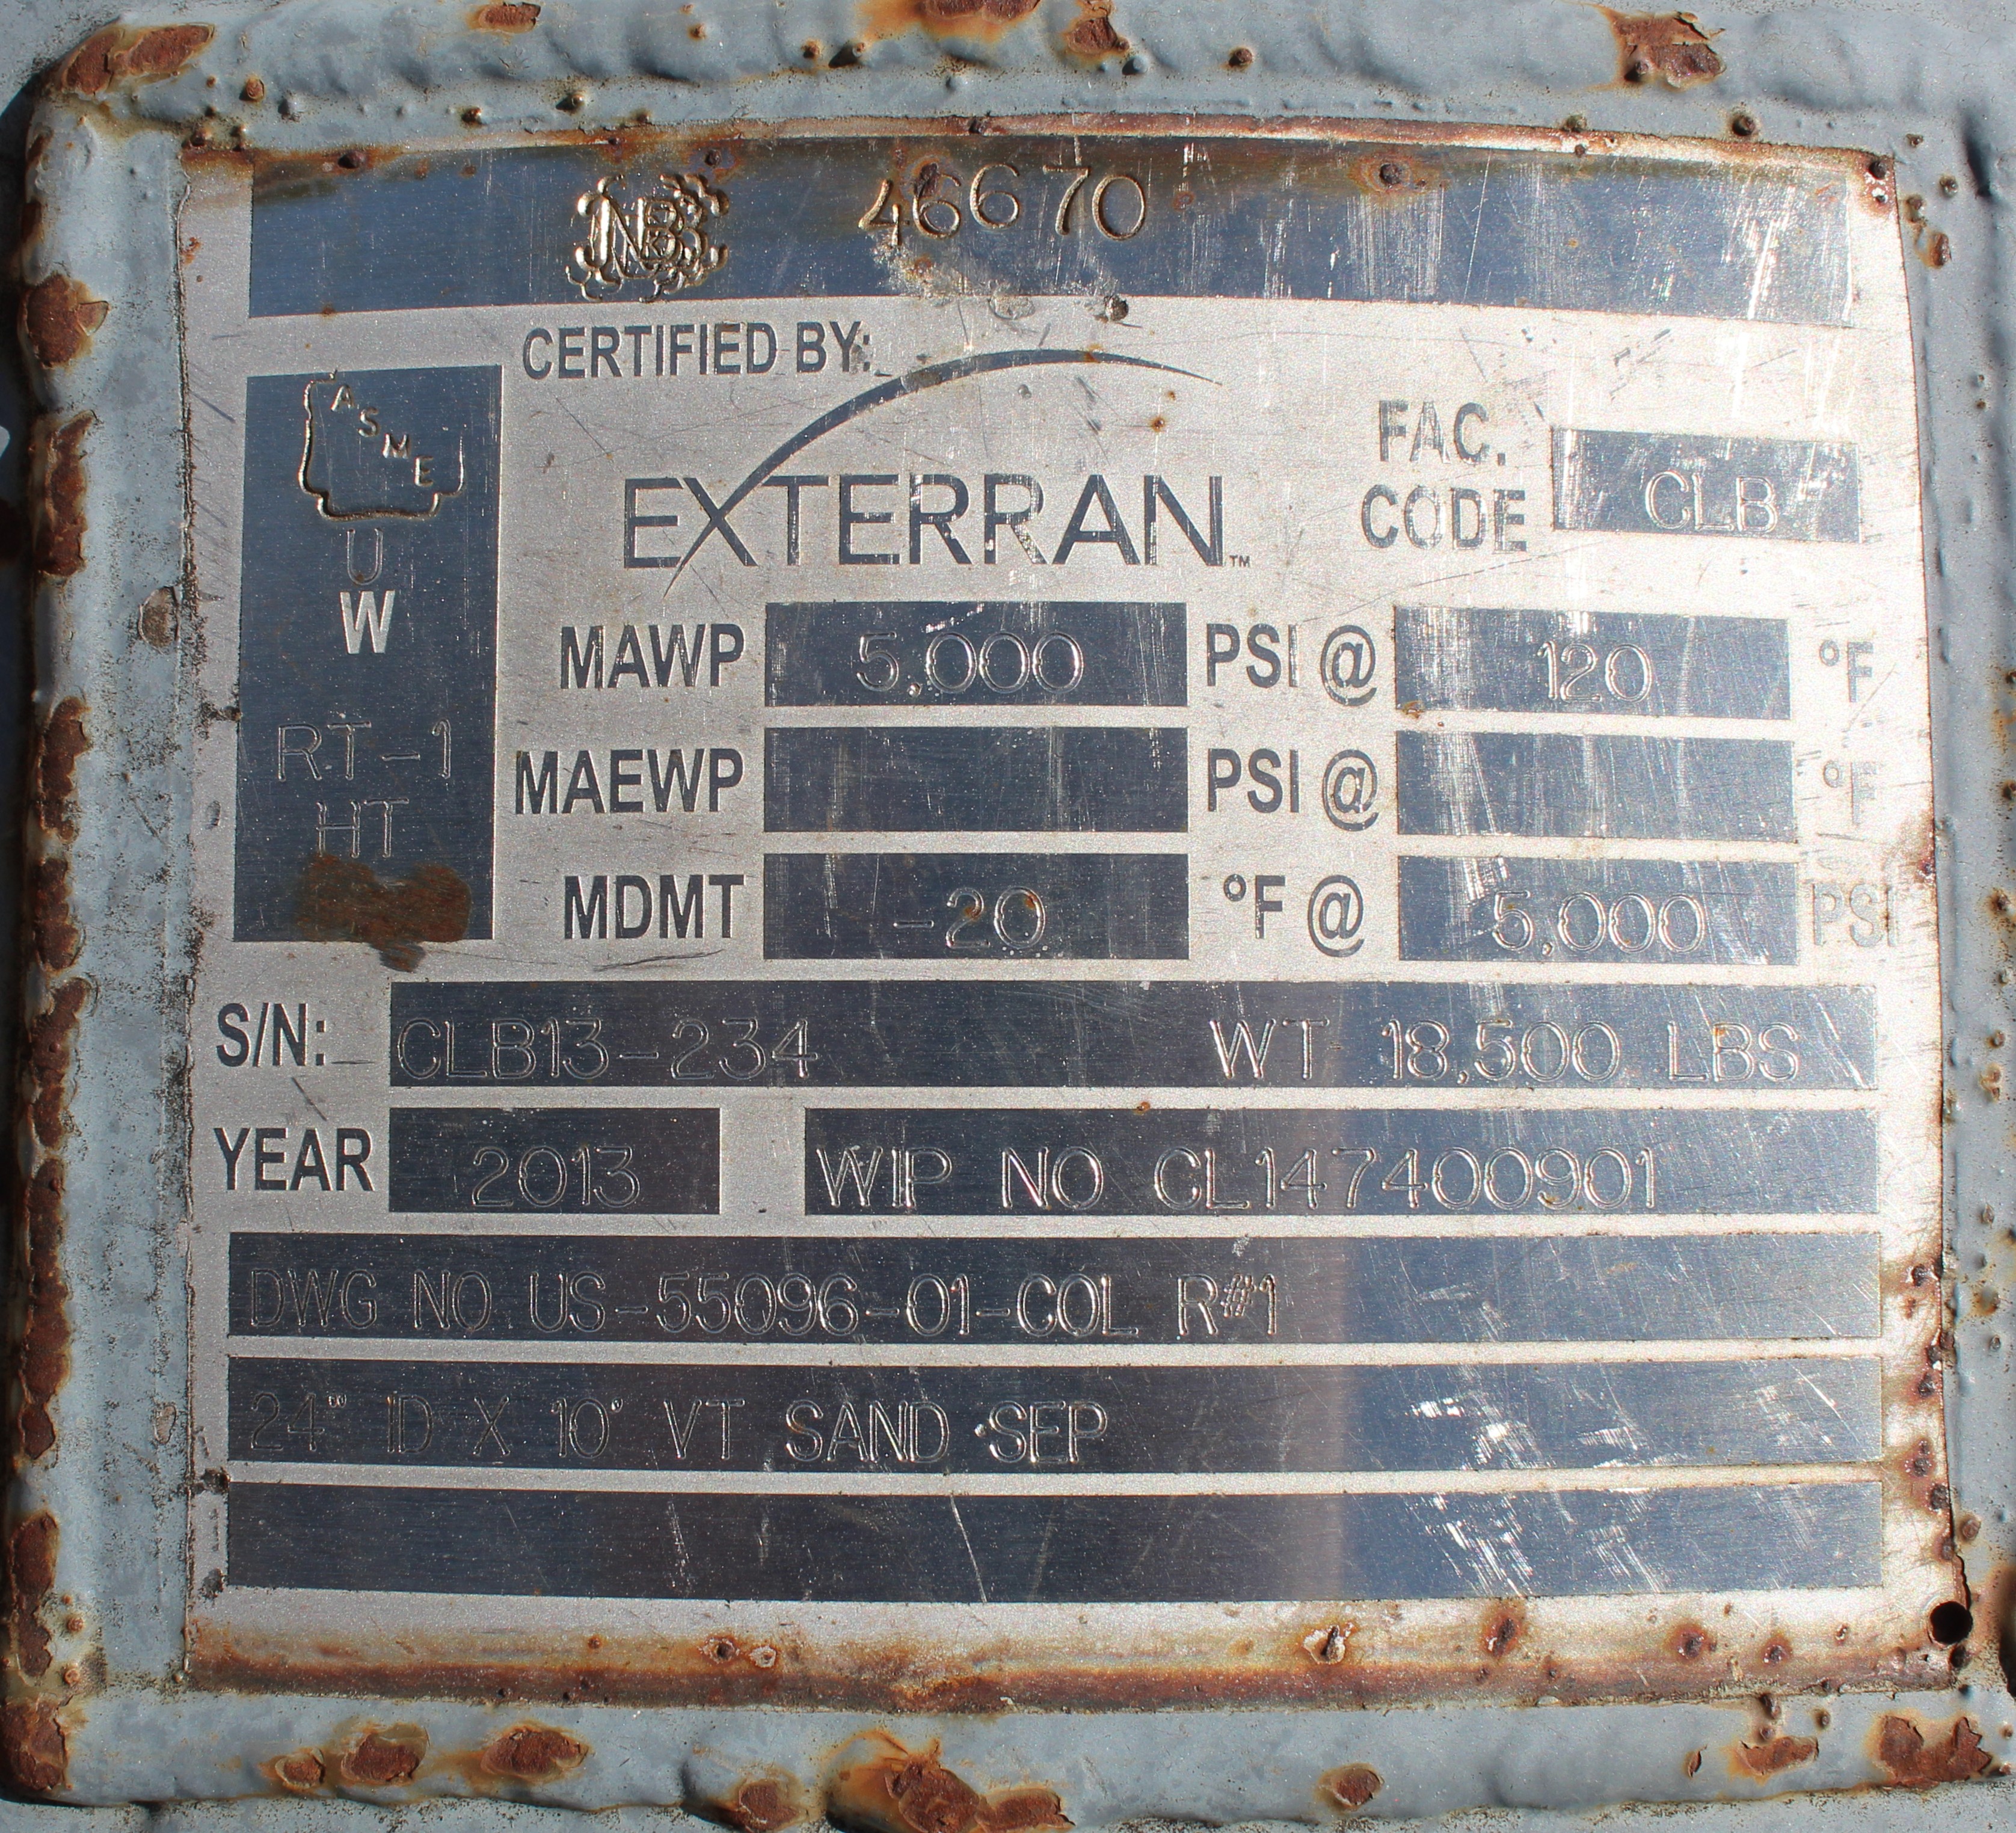 NB 46670
CERTIFIED BY:
EXTERRAN™
FAC. CODE CLB
ASME
U
W
RT-1
HT
MAWP 5,000 PSI @ 120 °F
MAEWP PSI @ °F
MDMT -20 °F @ 5,000 PSI
S/N: CLB13-234 WT 18,500 LBS
YEAR 2013 WIP NO CL147400901
DWG NO US-55096-01-COL R#1
24" ID X 10' VT SAND SEP